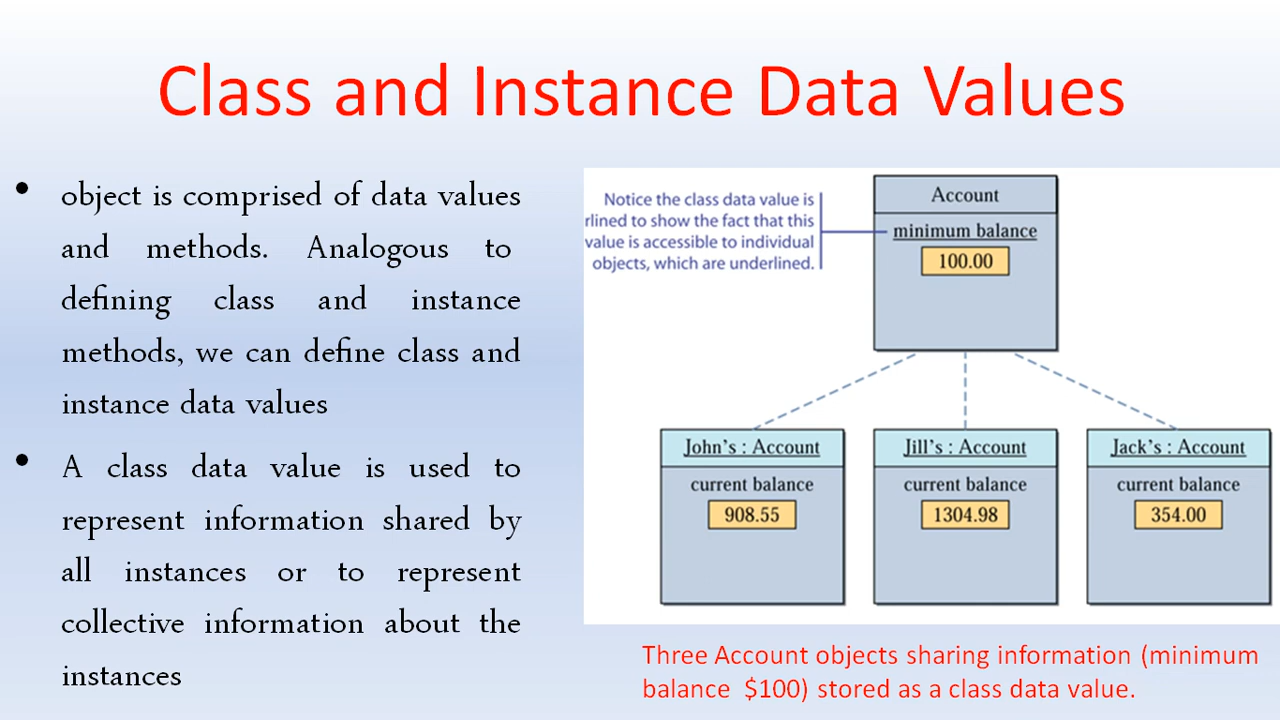 Class and Instance Data Values
• object is comprised of data values
and methods. Analogous to
defining class and instance
methods, we can define class and
instance data values
• A class data value is used to
represent information shared by
all instances or to represent
collective information about the
instances
Notice the class data value is
rlined to show the fact that this
value is accessible to individual
objects, which are underlined.
Account
minimum balance
100.00
John's : Account
current balance
908.55
Jill's : Account
current balance
1304.98
Jack's : Account
current balance
354.00
Three Account objects sharing information (minimum
balance $100) stored as a class data value.